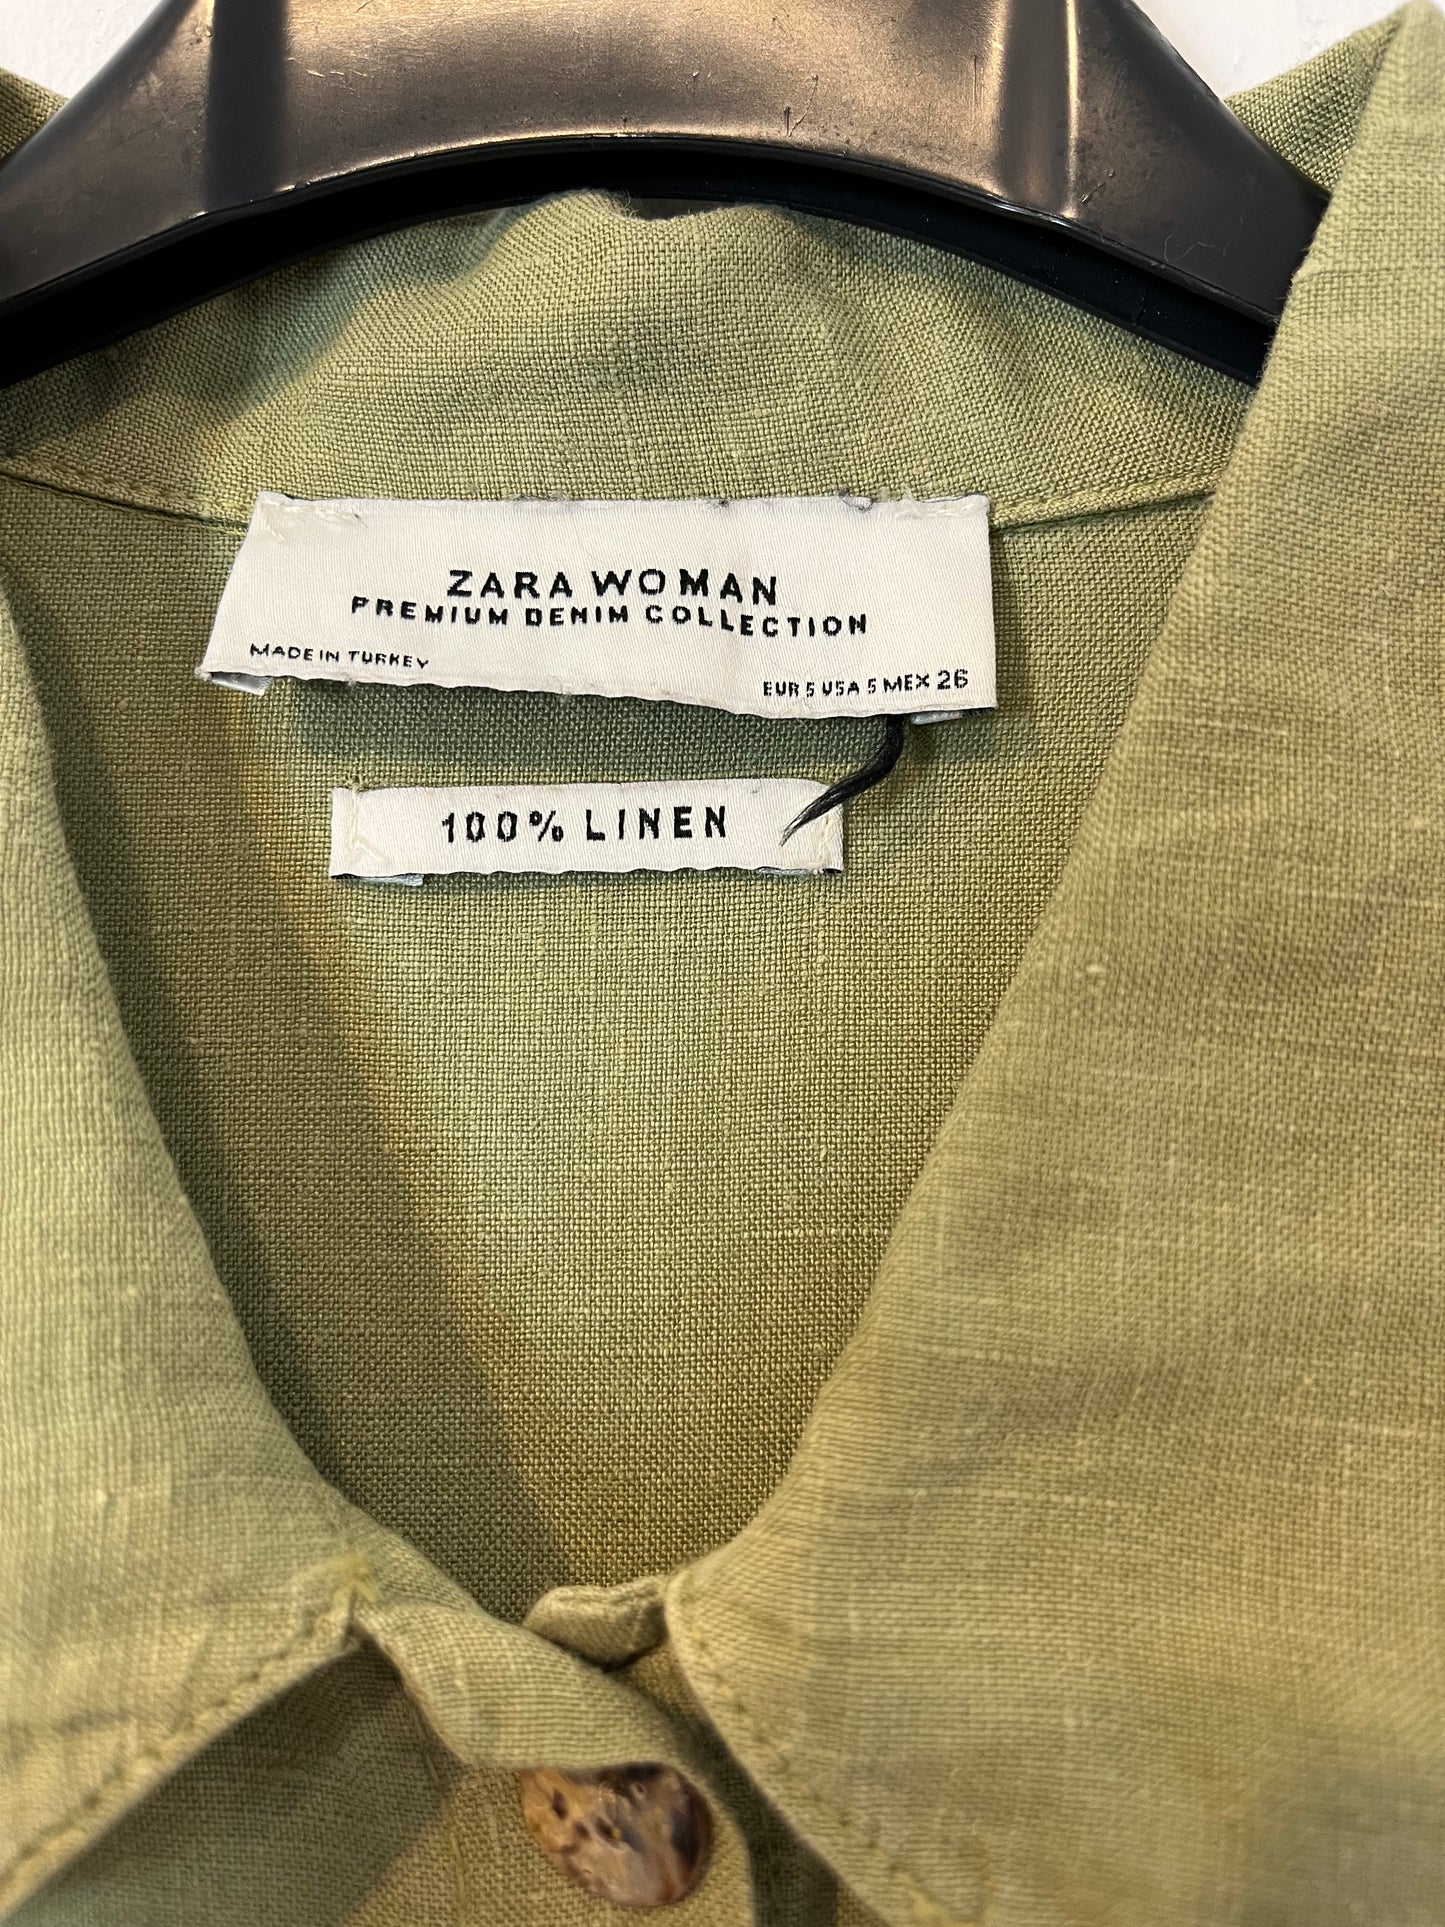 ZARA WOMAN
PREMIUM DENIM COLLECTION
MADE IN TURKEY
EUR S USA S MEX 26
100% LINEN